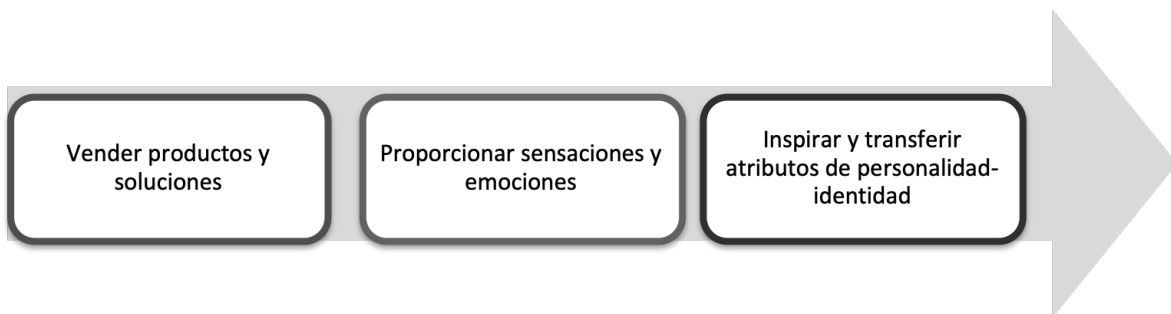 Vender productos y
soluciones
Proporcionar sensaciones y
emociones
Inspirar y transferir
atributos de personalidad-
identidad